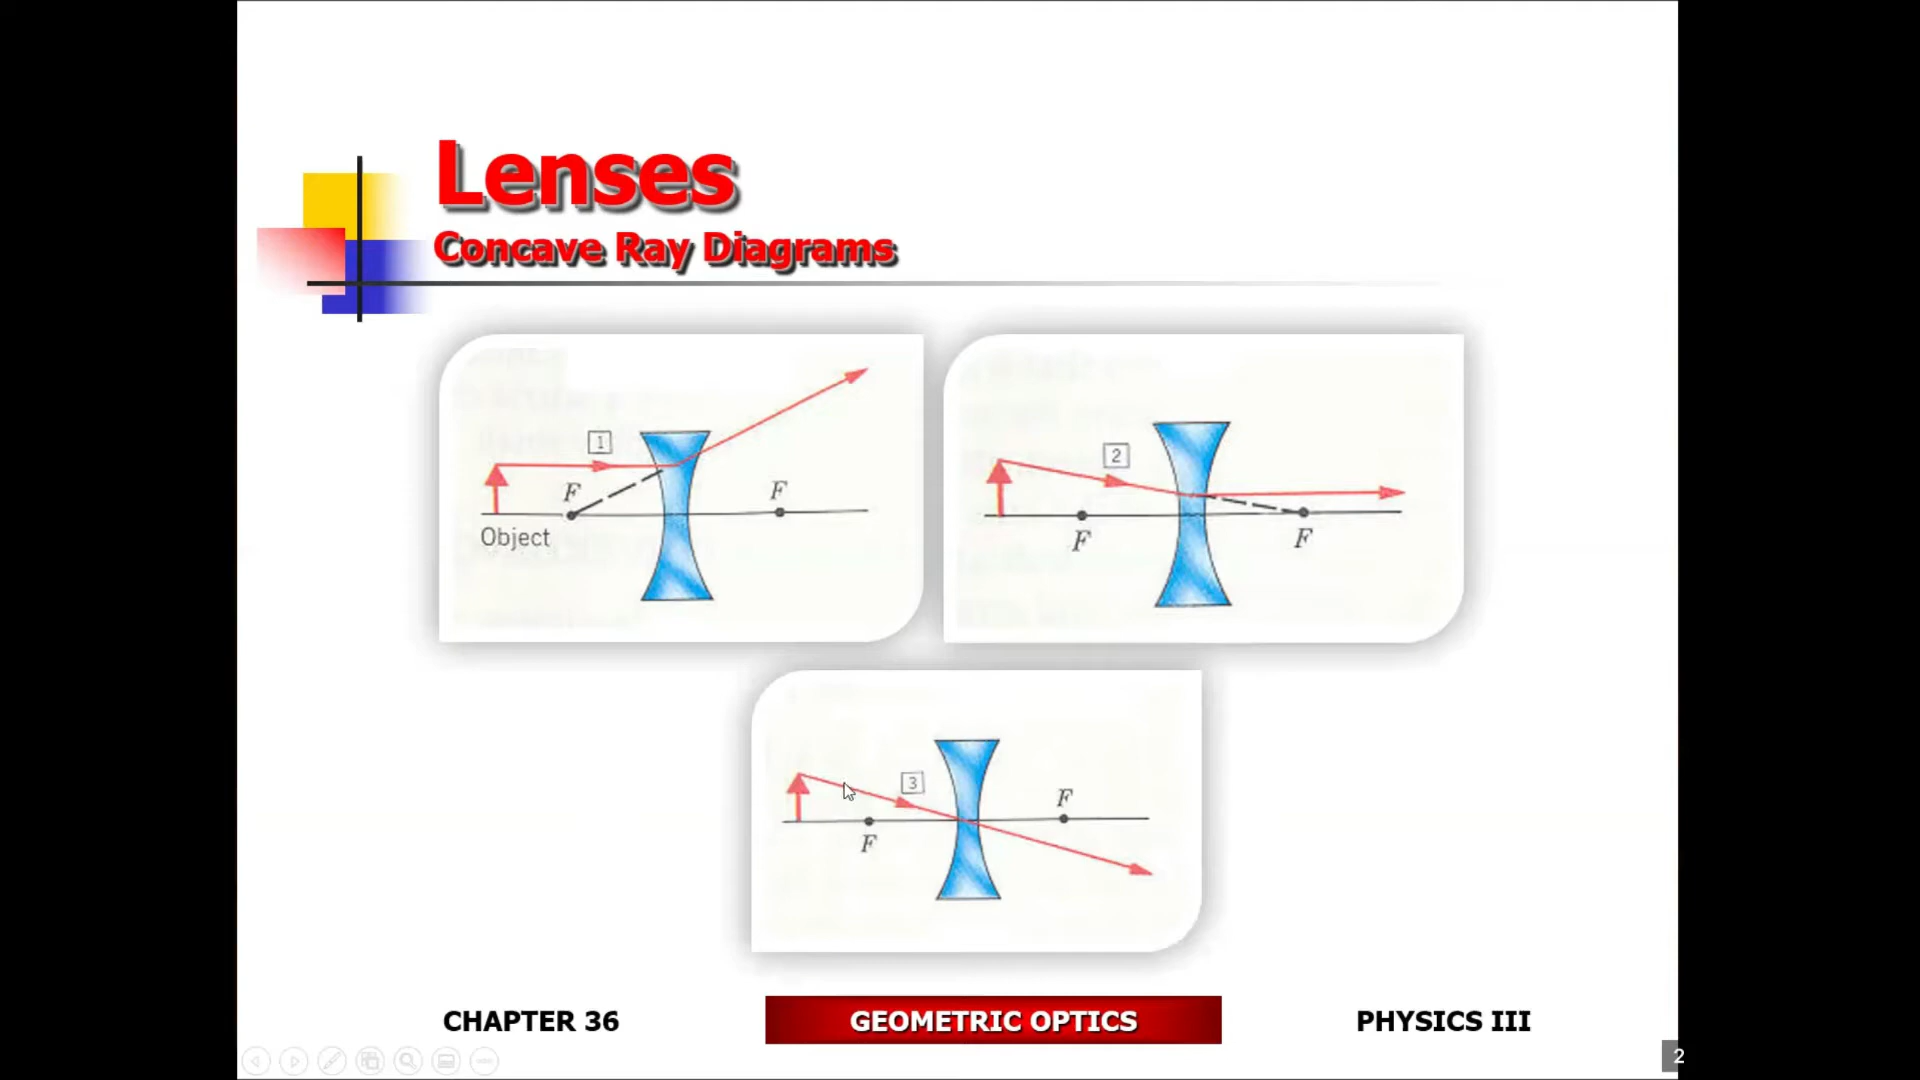 Lenses
Concave Ray Diagrams
1
F
F
Object
2
F
F
3
F
F
CHAPTER 36
GEOMETRIC OPTICS
PHYSICS III
2